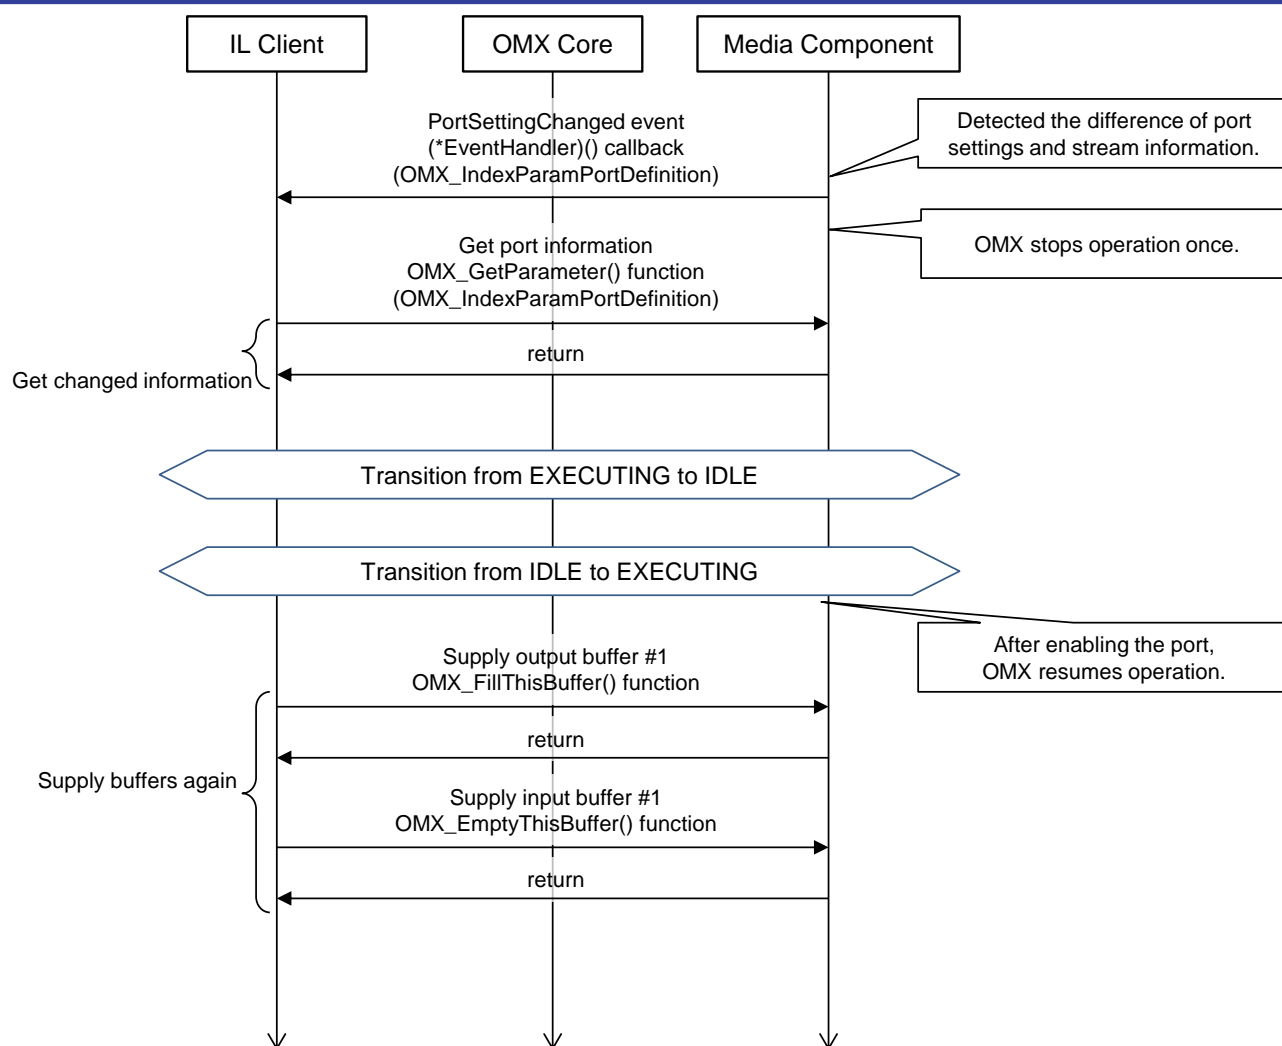 IL Client
OMX Core
Media Component
PortSettingChanged event
(*EventHandler)() callback
(OMX_IndexParamPortDefinition)
Detected the difference of port
settings and stream information.
OMX stops operation once.
Get port information
OMX_GetParameter() function
(OMX_IndexParamPortDefinition)
return
Get changed information
Transition from EXECUTING to IDLE
Transition from IDLE to EXECUTING
After enabling the port,
OMX resumes operation.
Supply output buffer #1
OMX_FillThisBuffer() function
return
Supply buffers again
Supply input buffer #1
OMX_EmptyThisBuffer() function
return